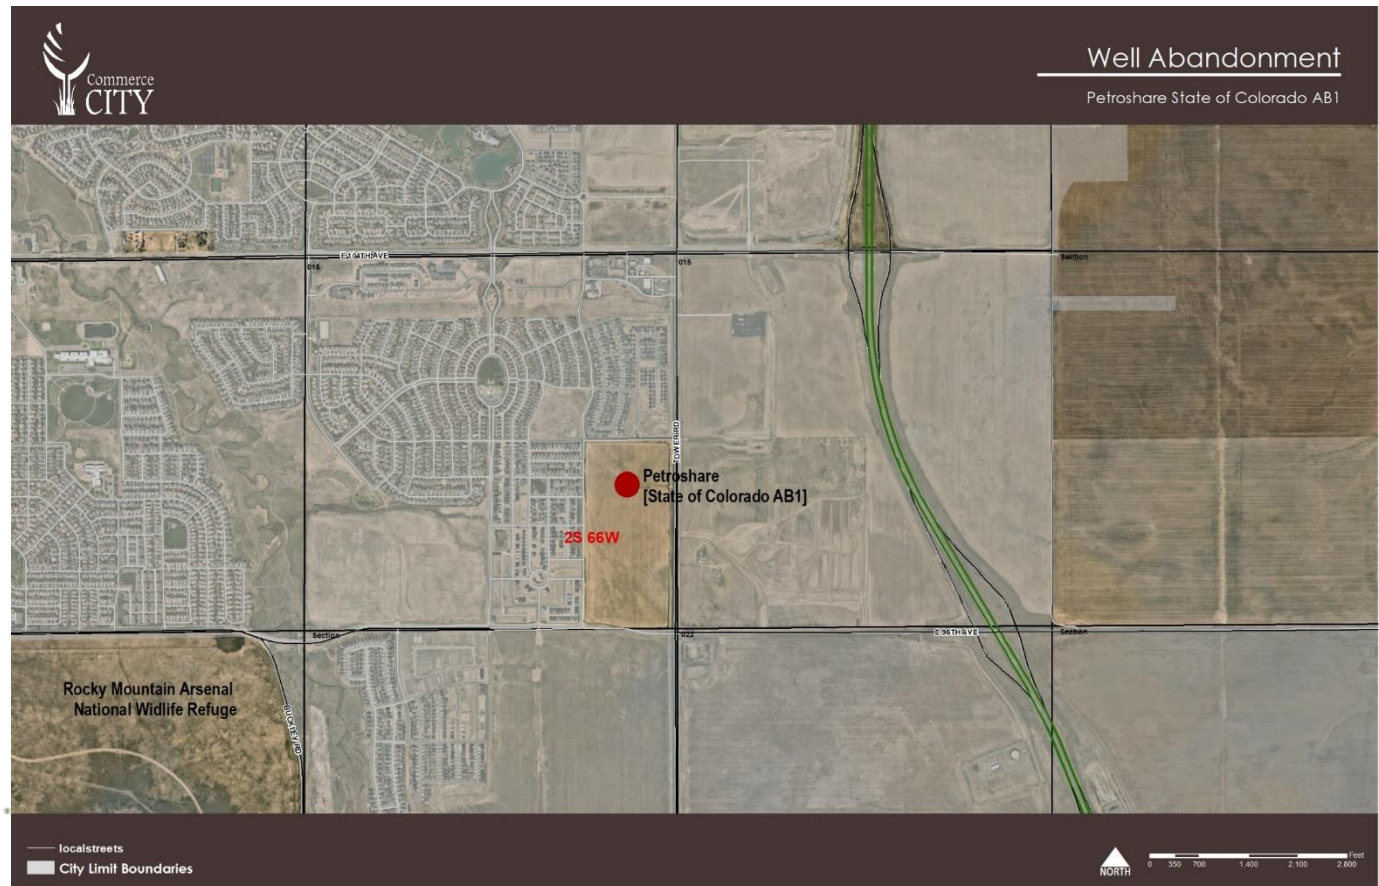 Commerce
CITY
Well Abandonment
Petroshare State of Colorado AB1
E 104TH AVE
016
015
Section
TOWER RD
Petroshare
[State of Colorado AB1]
2S 66W
Section
022
E 96TH AVE
Section
Rocky Mountain Arsenal
National Widlife Refuge
BUCKLEY RD
localstreets
City Limit Boundaries
NORTH
0 350 700 1,400 2,100 2,800 Feet